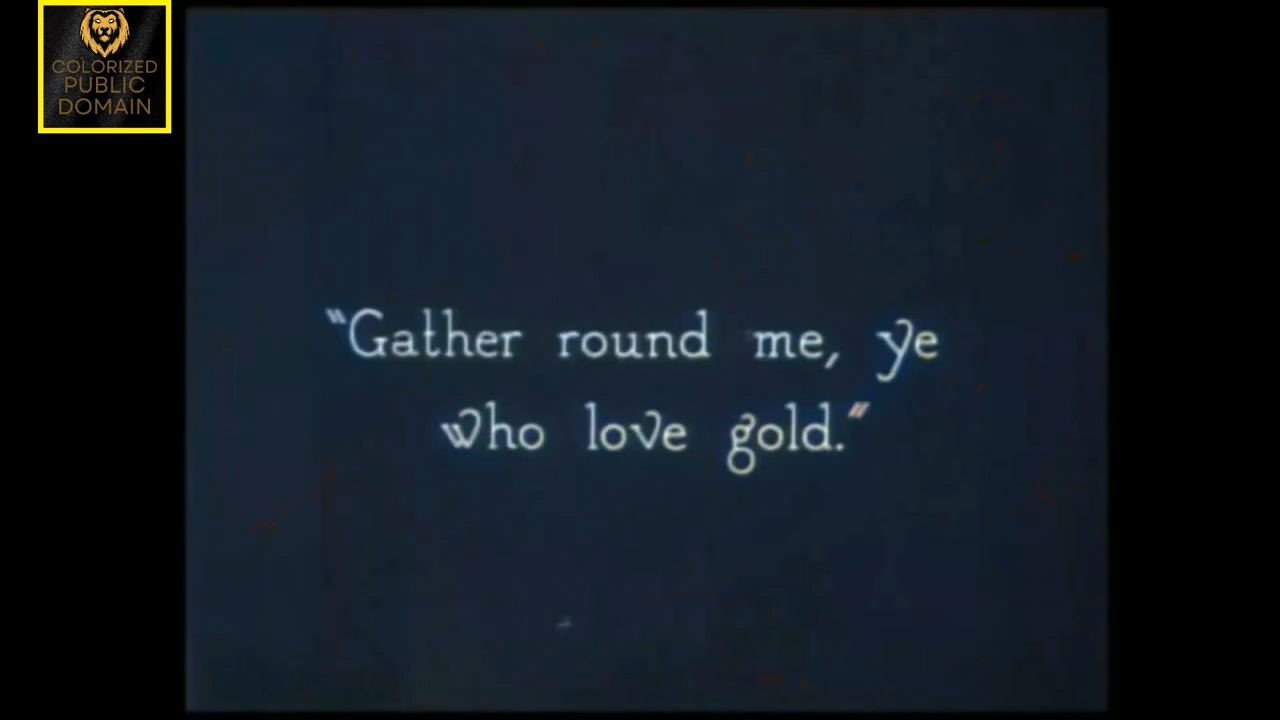 COLORIZED
PUBLIC
DOMAIN
"Gather round me, ye
who love gold."